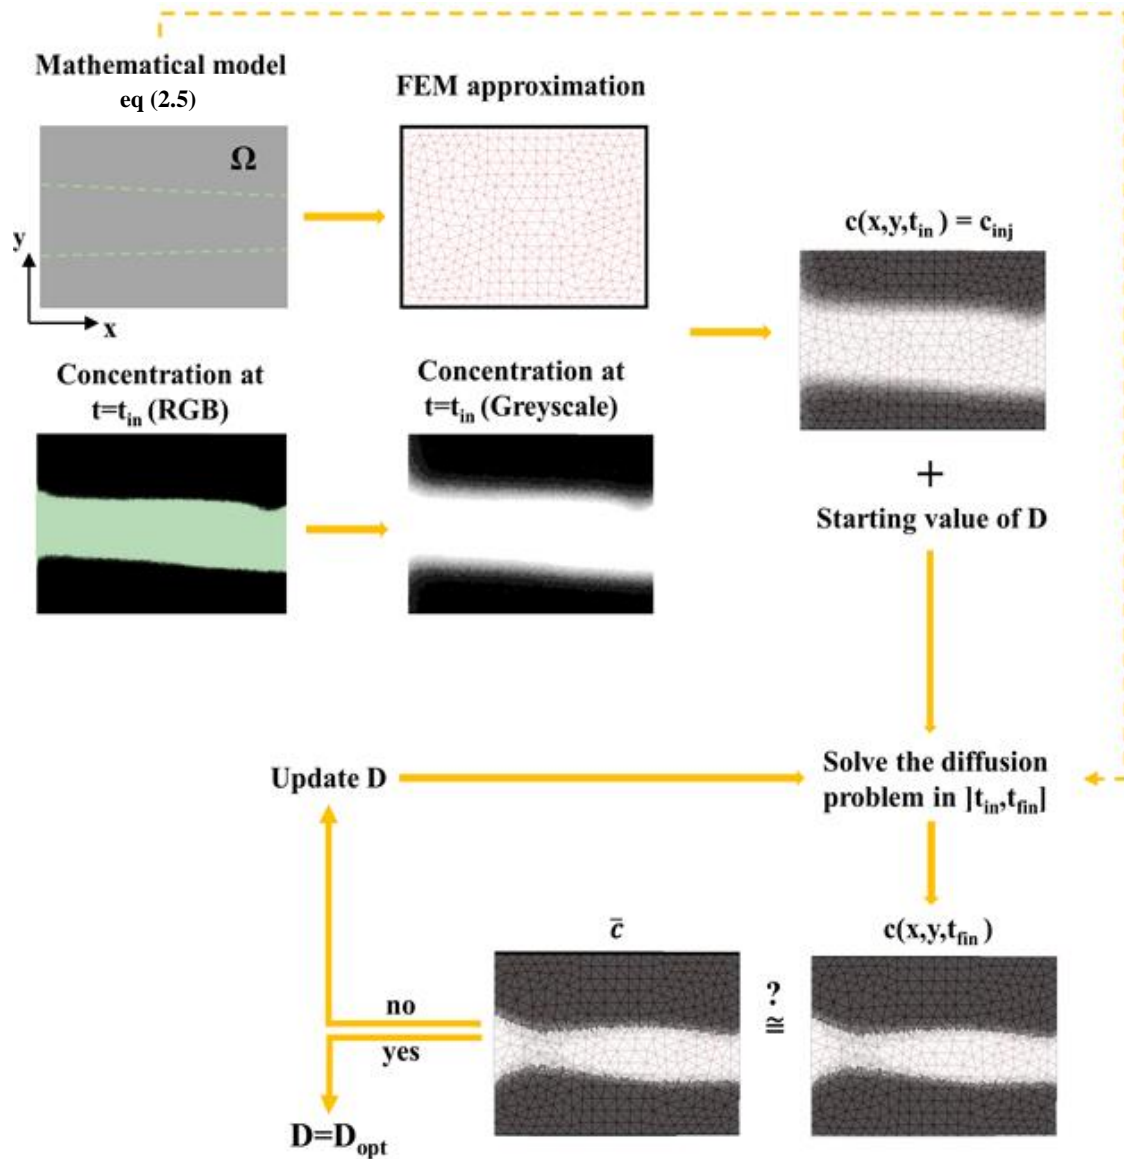 Mathematical model
eq (2.5)
FEM approximation
Ω
y
x
c(x,y,t_in) = c_inj
Concentration at
t=t_in (RGB)
Concentration at
t=t_in (Greyscale)
+
Starting value of D
Update D
Solve the diffusion
problem in ]t_in,t_fin]
c̄
c(x,y,t_fin)
?
≅
no
yes
D=D_opt